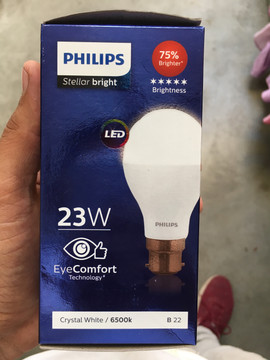 PHILIPS
Stellar bright
75%
Brighter*
Brightness
LED
PHILIPS
23W
EyeComfort
Technology*
Crystal White / 6500k
B 22